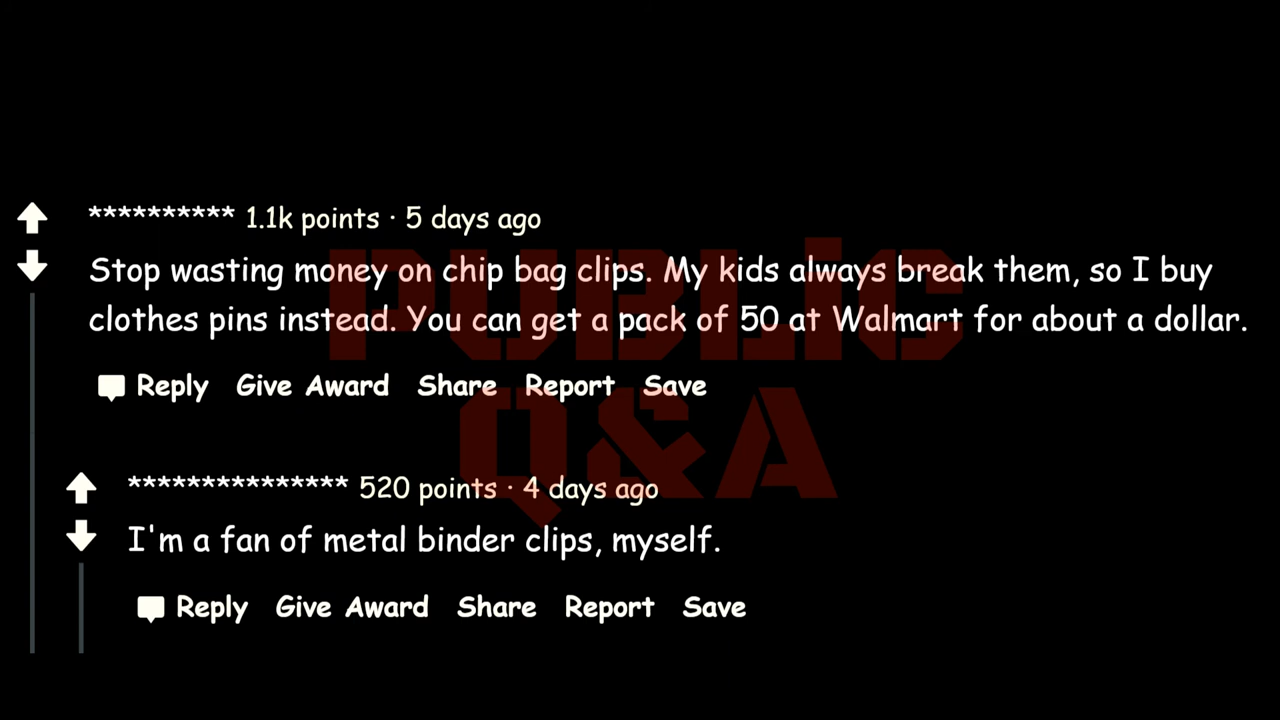 ********** 1.1k points · 5 days ago
Stop wasting money on chip bag clips. My kids always break them, so I buy
clothes pins instead. You can get a pack of 50 at Walmart for about a dollar.
Reply Give Award Share Report Save
PUBLiC
Q&A
*************** 520 points · 4 days ago
I'm a fan of metal binder clips, myself.
Reply Give Award Share Report Save